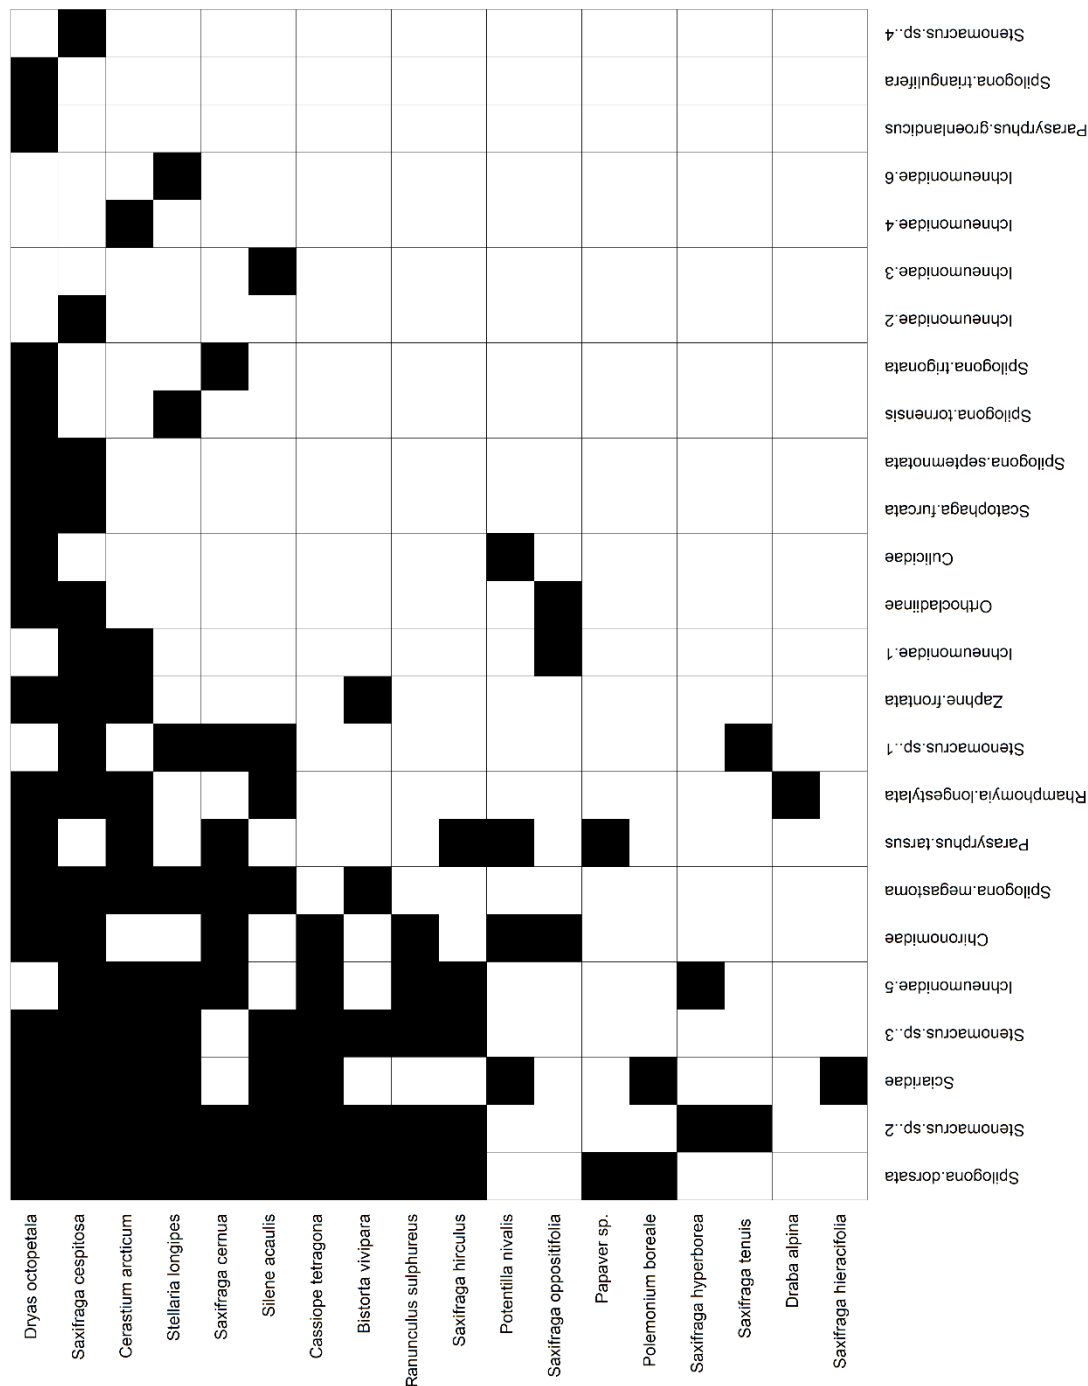 Stenomacrus.sp..4
Spilogona.triangulifera
Parasyrphus.groenlandicus
Ichneumonidae.6
Ichneumonidae.4
Ichneumonidae.3
Ichneumonidae.2
Spilogona.trigonata
Spilogona.tornensis
Spilogona.septemnotata
Scatophaga.furcata
Culicidae
Orthocladiinae
Ichneumonidae.1
Zaphne.frontata
Stenomacrus.sp..1
Rhamphomyia.longestylata
Parasyrphus.tarsus
Spilogona.megastoma
Chironomidae
Ichneumonidae.5
Stenomacrus.sp..3
Sciaridae
Stenomacrus.sp..2
Spilogona.dorsata
Dryas octopetala
Saxifraga cespitosa
Cerastium arcticum
Stellaria longipes
Saxifraga cernua
Silene acaulis
Cassiope tetragona
Bistorta vivipara
Ranunculus sulphureus
Saxifraga hirculus
Potentilla nivalis
Saxifraga oppositifolia
Papaver sp.
Polemonium boreale
Saxifraga hyperborea
Saxifraga tenuis
Draba alpina
Saxifraga hieracifolia